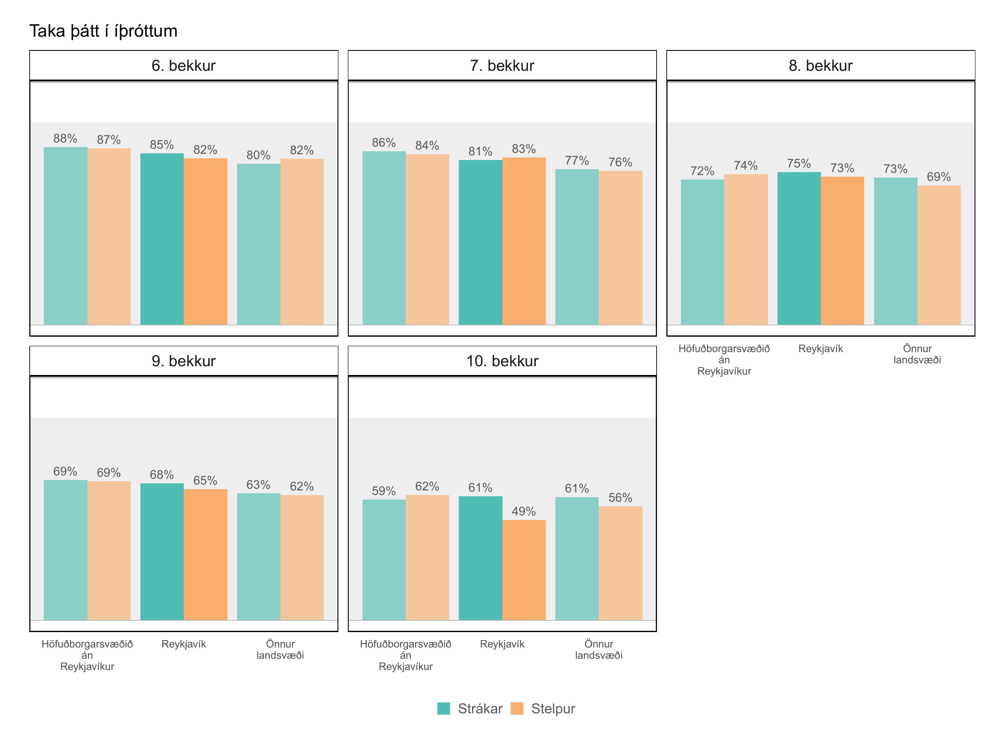 Taka þátt í íþróttum
6. bekkur
88% 87% 85% 82% 80% 82%
7. bekkur
86% 84% 81% 83% 77% 76%
8. bekkur
72% 74% 75% 73% 73% 69%
Höfuðborgarsvæðið
án
Reykjavíkur
Reykjavík
Önnur
landsvæði
9. bekkur
69% 69% 68% 65% 63% 62%
Höfuðborgarsvæðið
án
Reykjavíkur
Reykjavík
Önnur
landsvæði
10. bekkur
59% 62% 61% 49% 61% 56%
Höfuðborgarsvæðið
án
Reykjavíkur
Reykjavík
Önnur
landsvæði
Strákar Stelpur